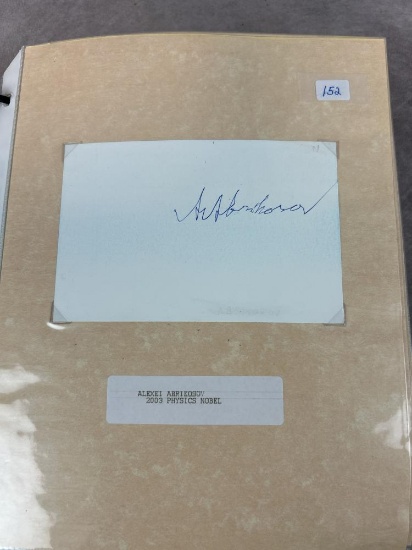 152
A Abrikosov
ALEXEI ABRIKOSOV
2003 PHYSICS NOBEL